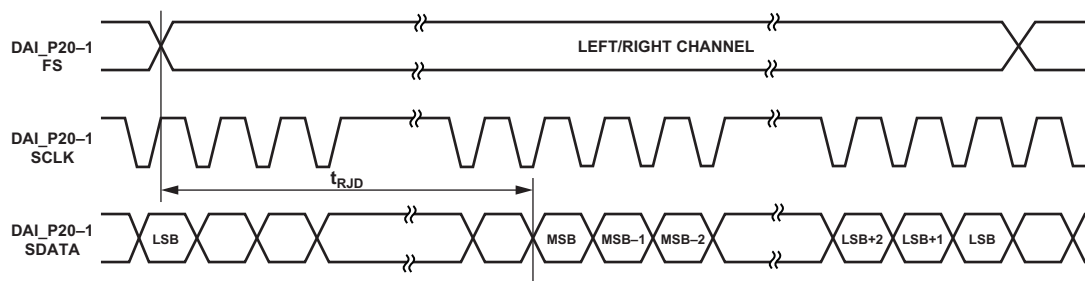 DAI_P20–1
FS
LEFT/RIGHT CHANNEL
DAI_P20–1
SCLK
tRJD
DAI_P20–1
SDATA
LSB
MSB
MSB–1
MSB–2
LSB+2
LSB+1
LSB